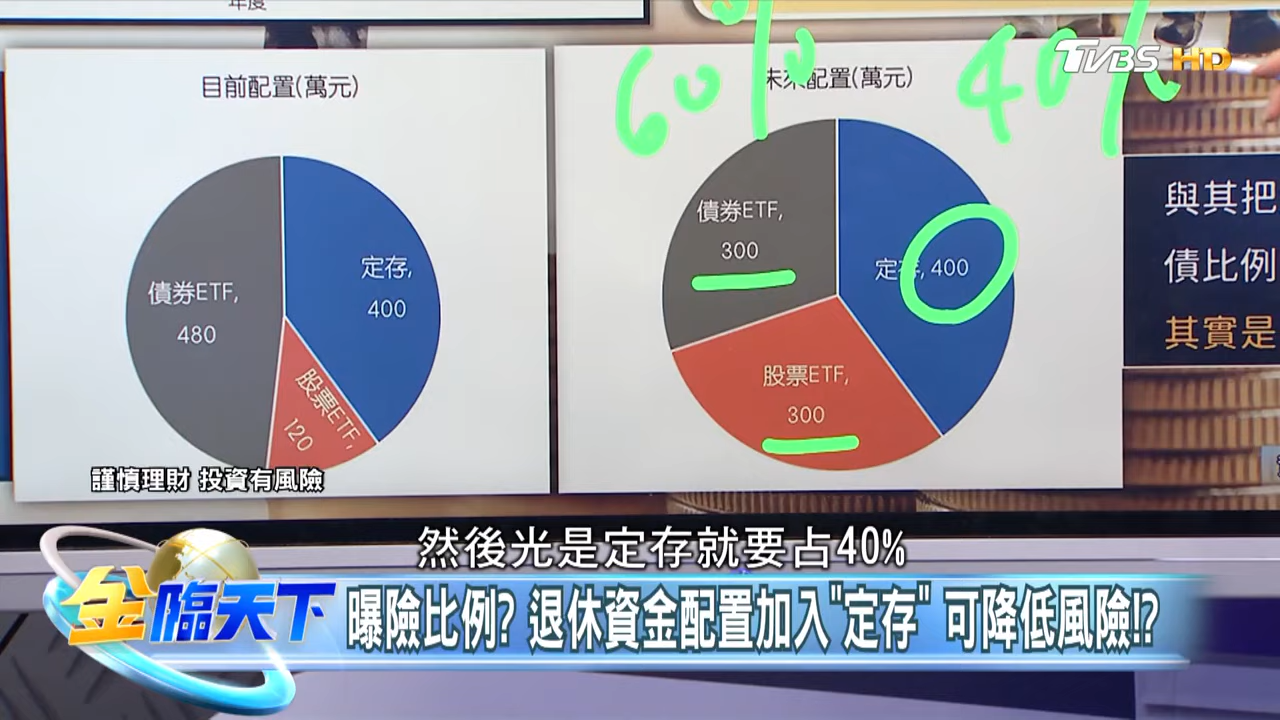 年度
目前配置(萬元)
債券ETF,
480
定存,
400
股票ETF,
120
謹慎理財 投資有風險
60%
40%
TVBS HD
未來配置(萬元)
債券ETF,
300
定存, 400
股票ETF,
300
與其把
債比例
其實是
然後光是定存就要占40%
金臨天下
曝險比例? 退休資金配置加入"定存" 可降低風險!?